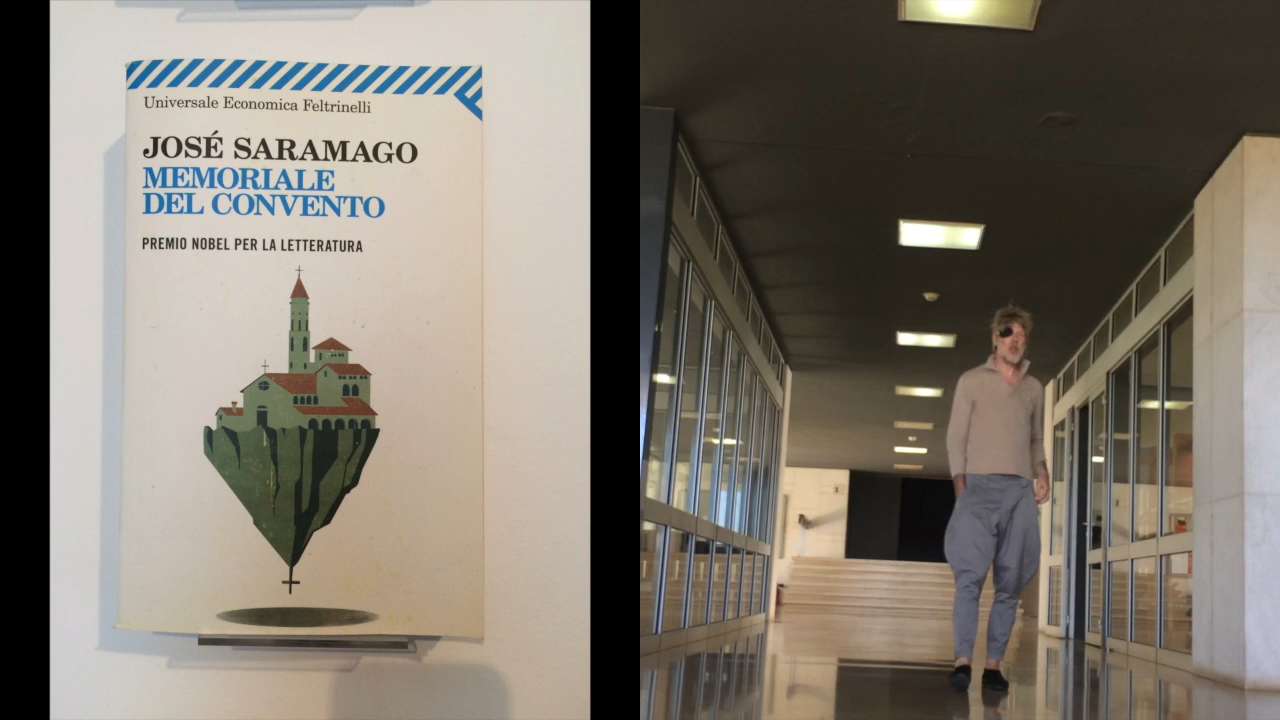 Universale Economica Feltrinelli
JOSÉ SARAMAGO
MEMORIALE
DEL CONVENTO
PREMIO NOBEL PER LA LETTERATURA